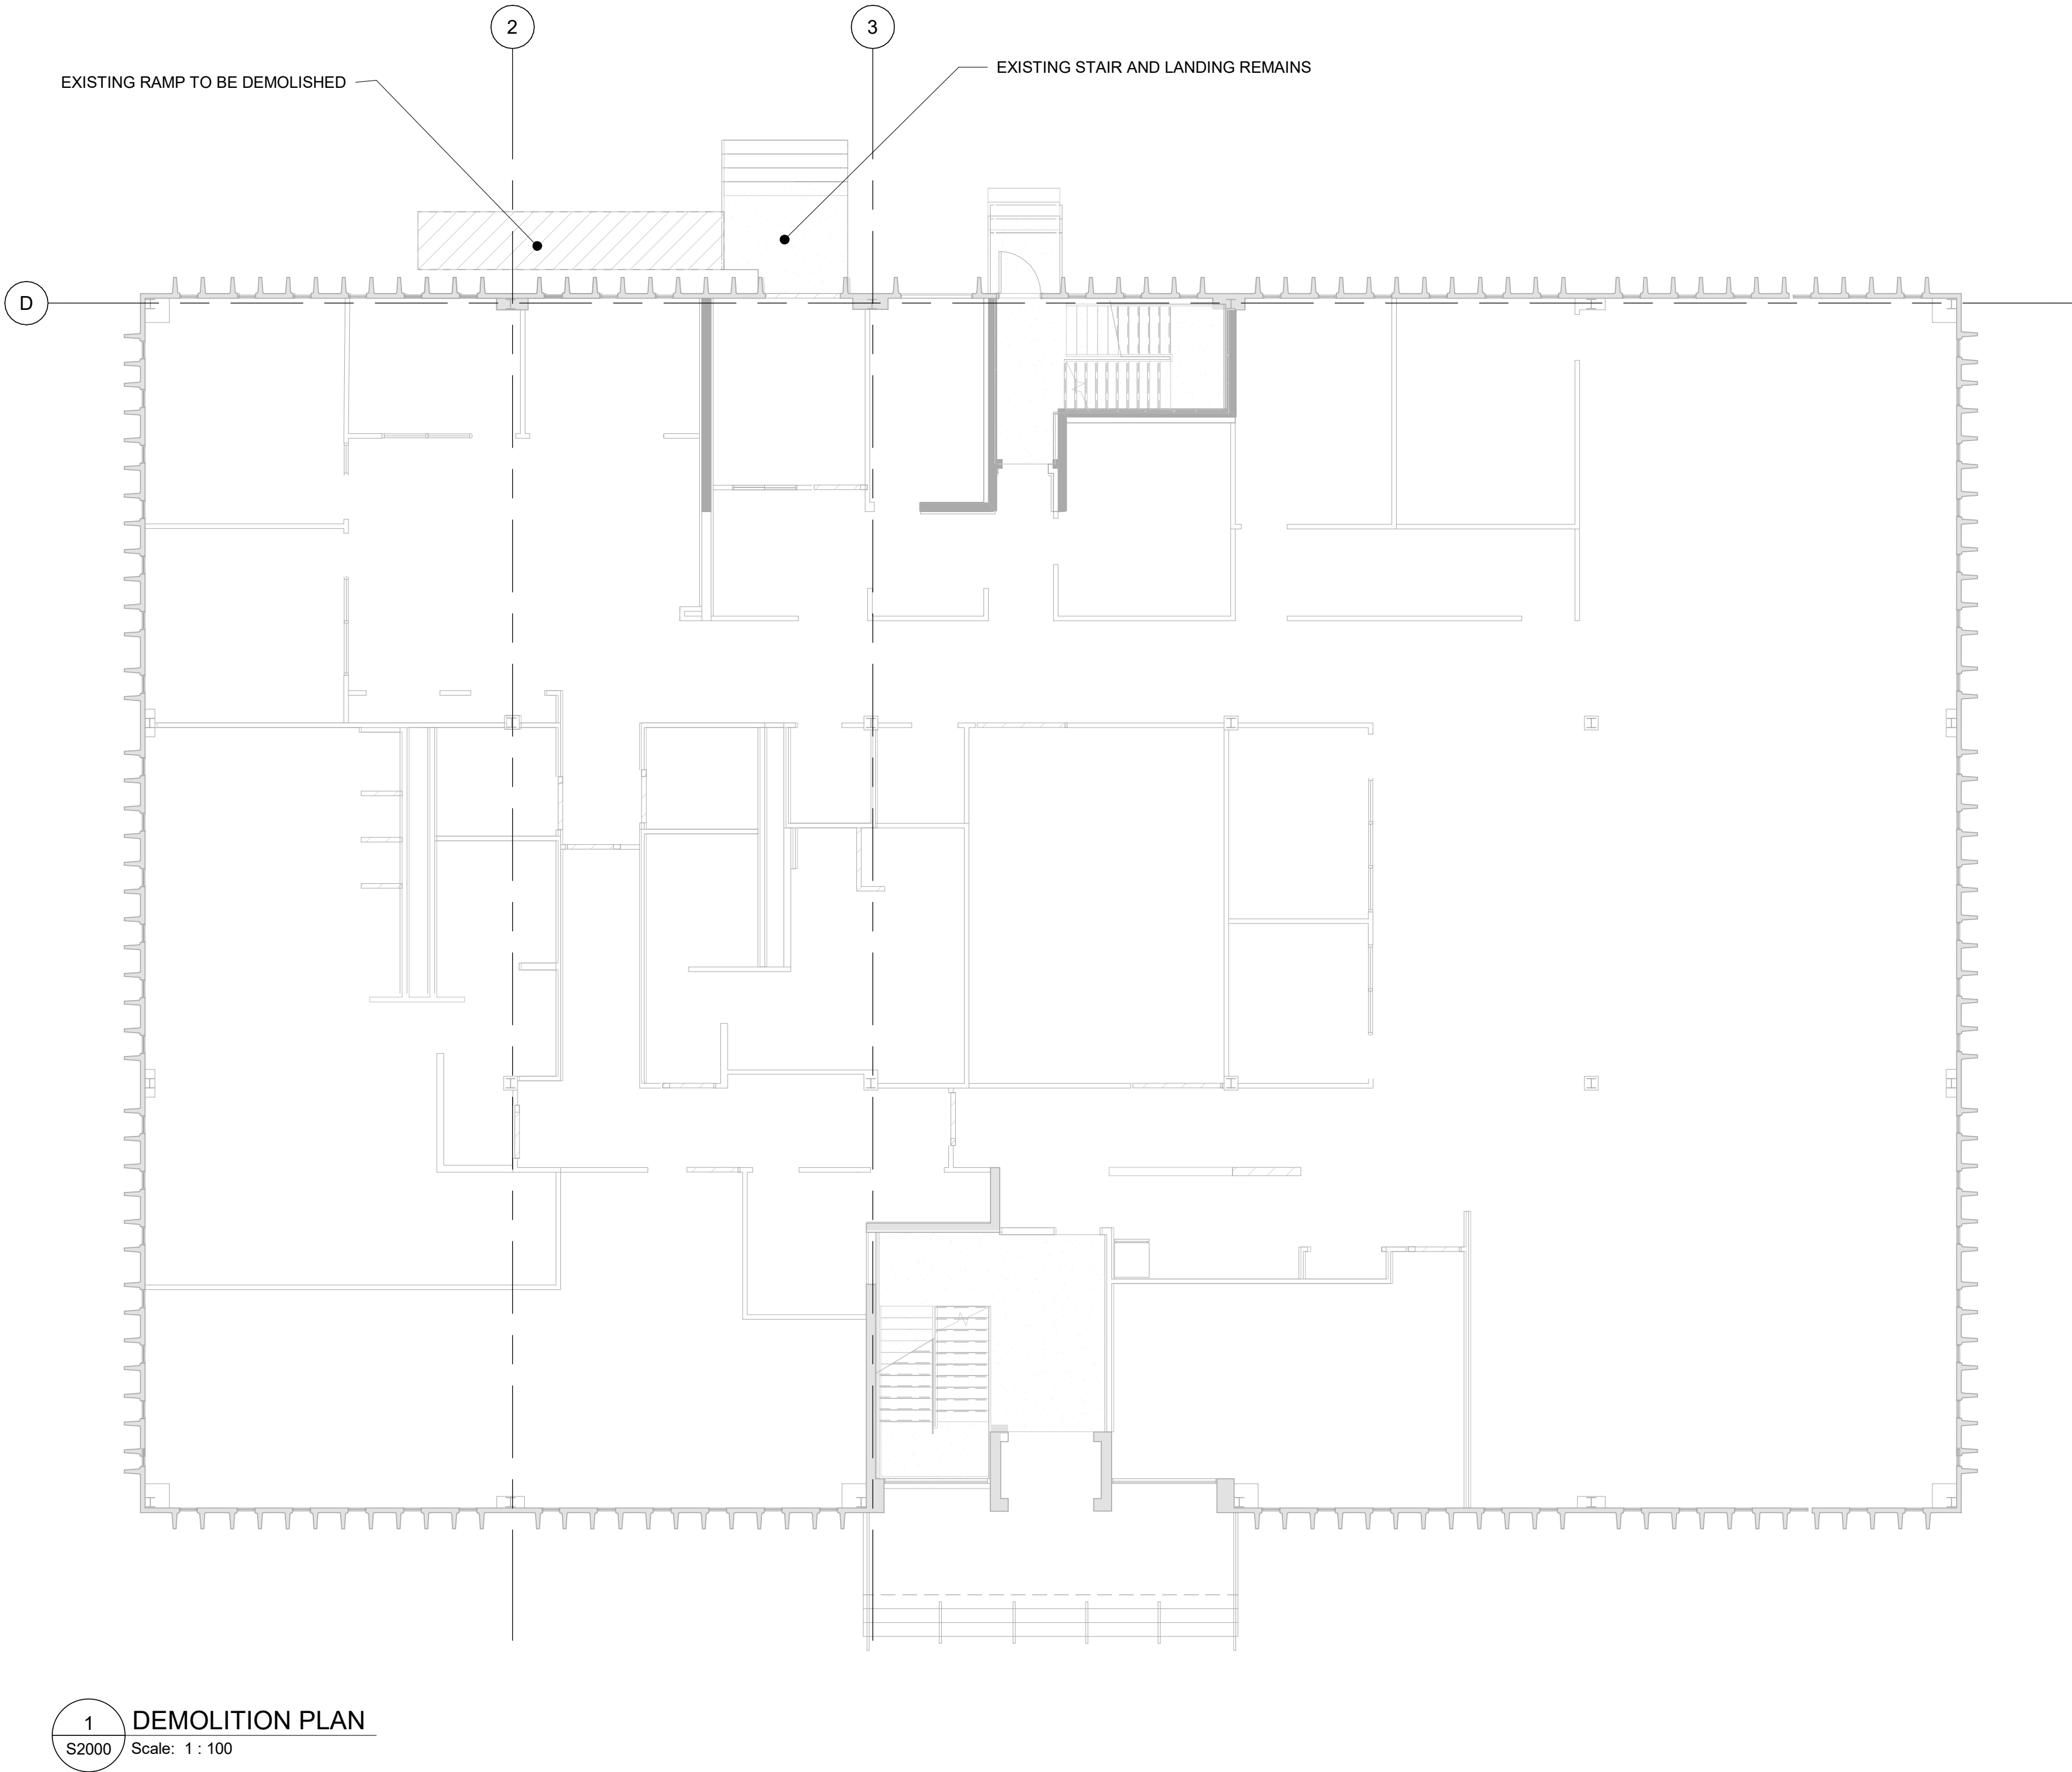 2
3
EXISTING RAMP TO BE DEMOLISHED
EXISTING STAIR AND LANDING REMAINS
D
1
DEMOLITION PLAN
S2000
Scale: 1 : 100